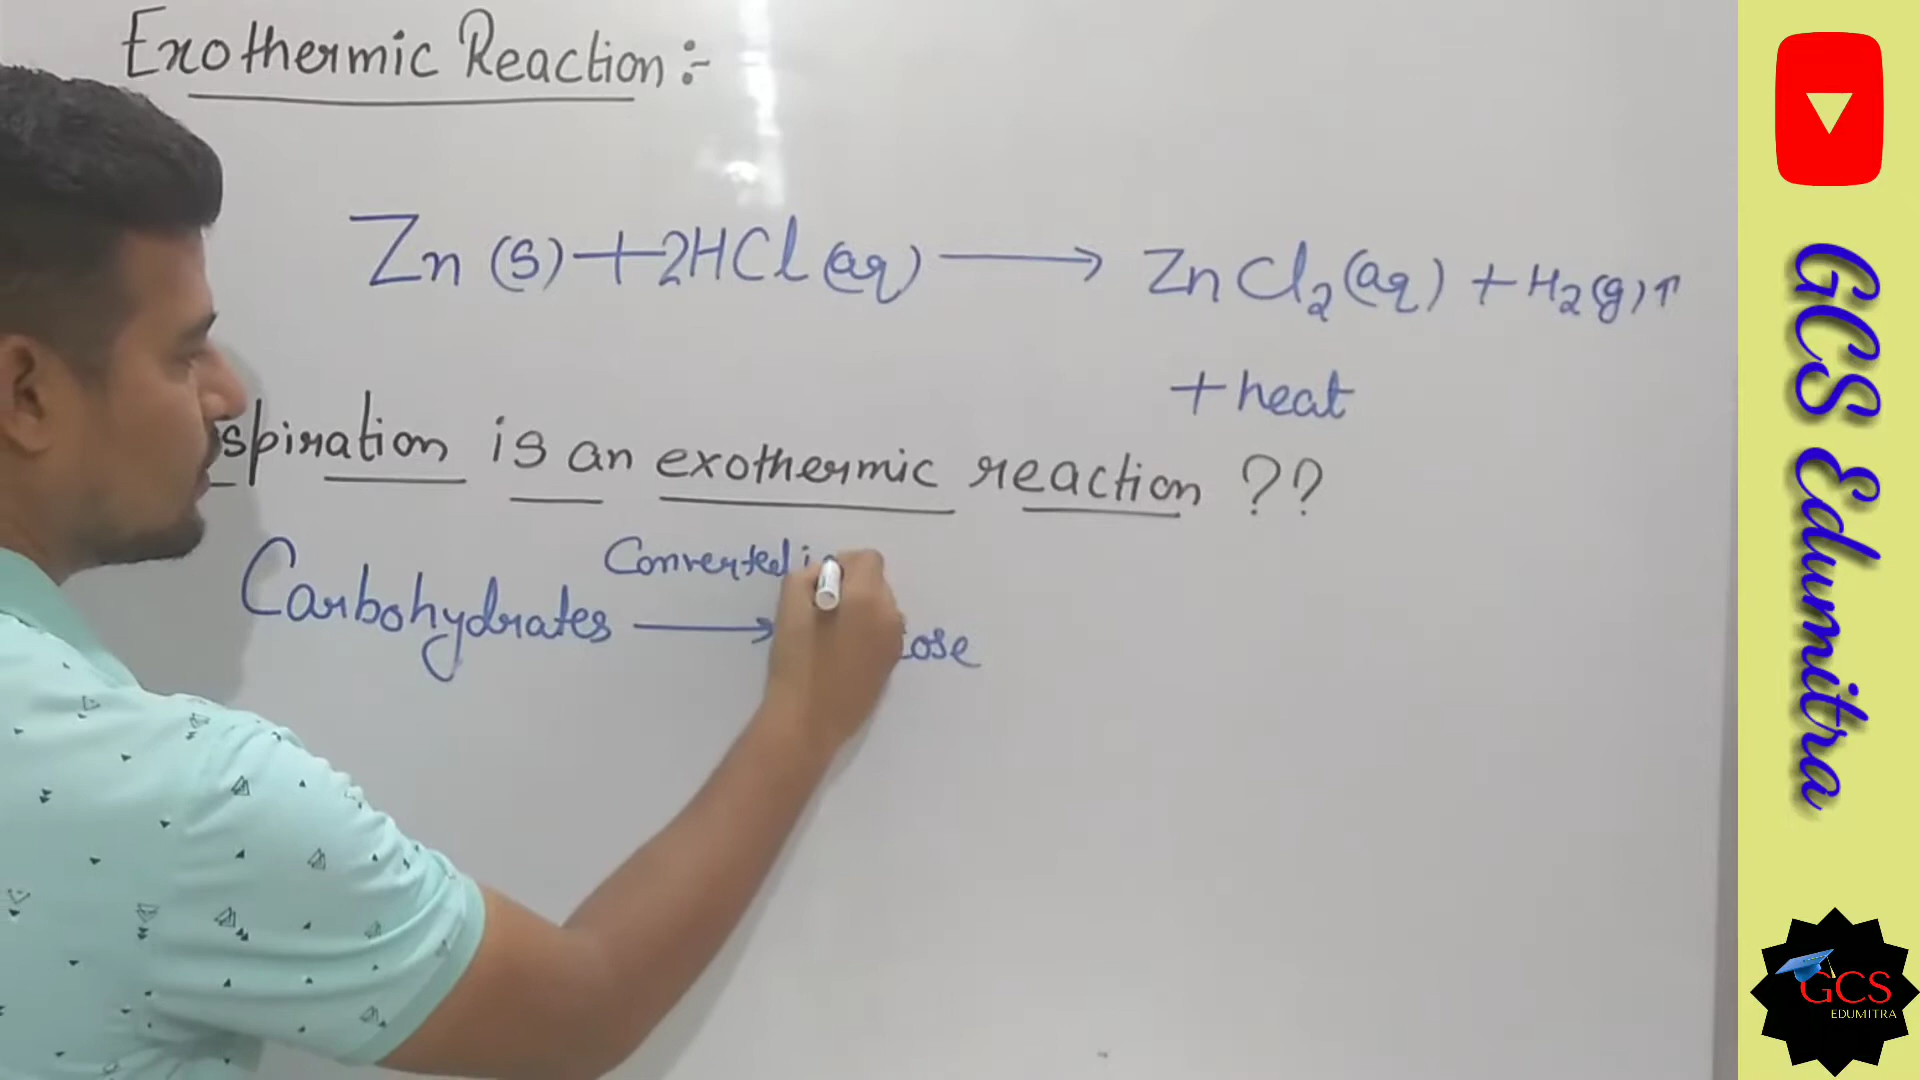 Exothermic Reaction :-
Zn (s) + 2HCl (aq) ⟶ ZnCl₂ (aq) + H₂ (g) ↑
+ heat
spiration is an exothermic reaction ??
Converted i
Carbohydrates ⟶ cose
GCS Edumitra
GCS
EDUMITRA